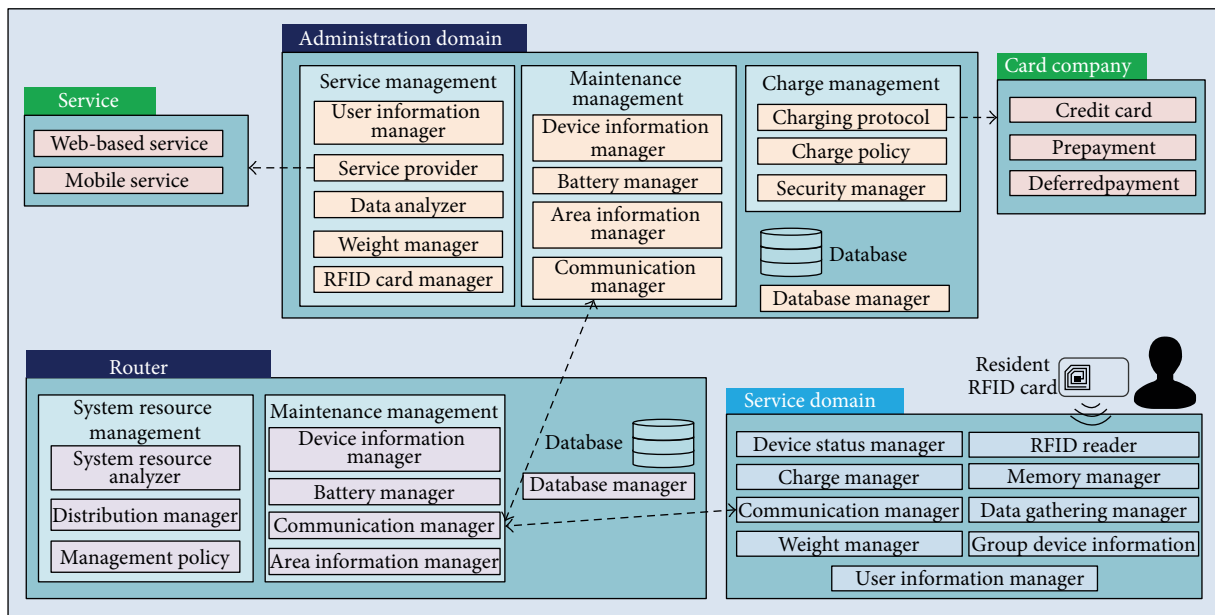 Administration domain
Service management
User information
manager
Service provider
Data analyzer
Weight manager
RFID card manager
Maintenance
management
Device information
manager
Battery manager
Area information
manager
Communication
manager
Charge management
Charging protocol
Charge policy
Security manager
Database
Database manager
Service
Web-based service
Mobile service
Card company
Credit card
Prepayment
Deferredpayment
Router
System resource
management
System resource
analyzer
Distribution manager
Management policy
Maintenance management
Device information
manager
Battery manager
Communication manager
Area information manager
Database
Database manager
Resident
RFID card
Service domain
Device status manager
Charge manager
Communication manager
Weight manager
RFID reader
Memory manager
Data gathering manager
Group device information
User information manager